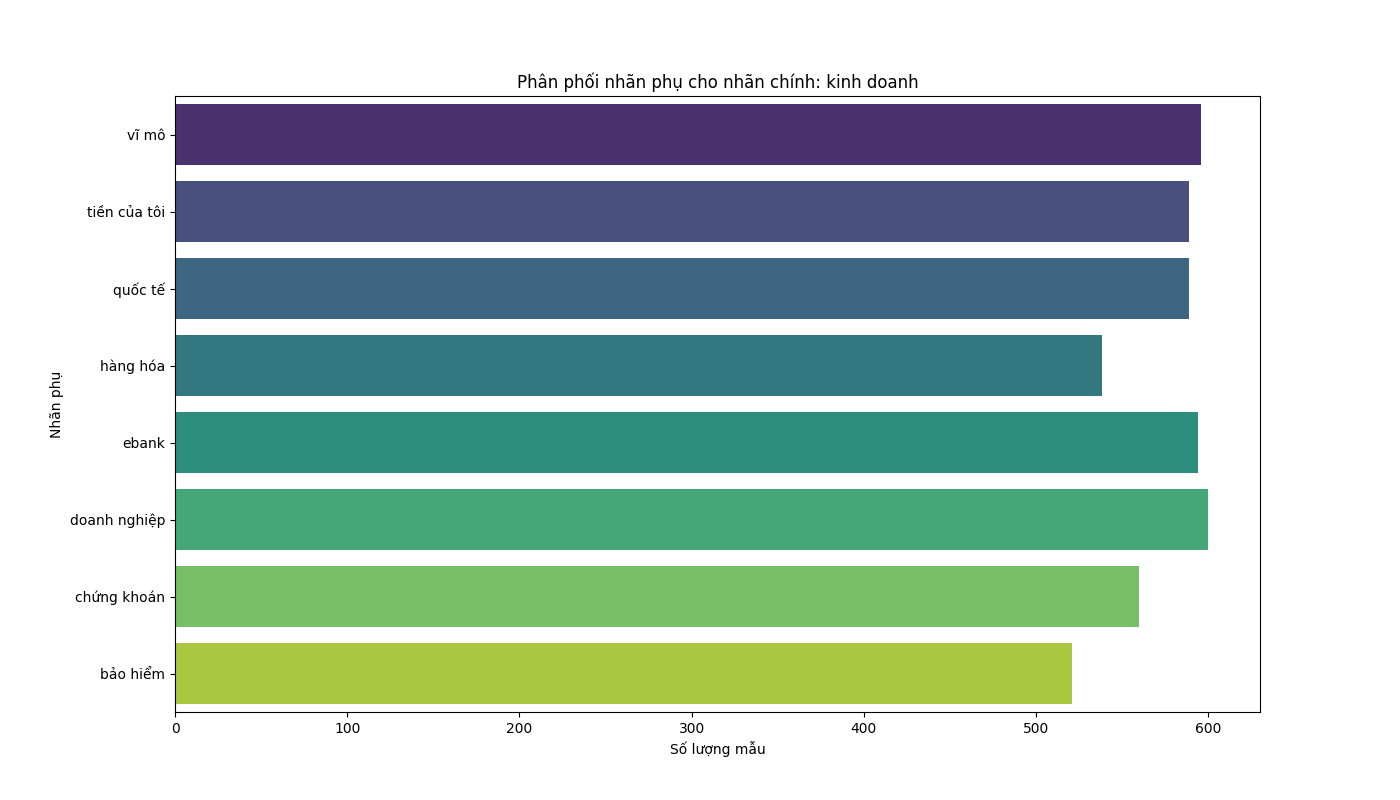 Phân phối nhãn phụ cho nhãn chính: kinh doanh
vĩ mô
tiền của tôi
quốc tế
hàng hóa
ebank
doanh nghiệp
chứng khoán
bảo hiểm
Nhãn phụ
0 100 200 300 400 500 600
Số lượng mẫu